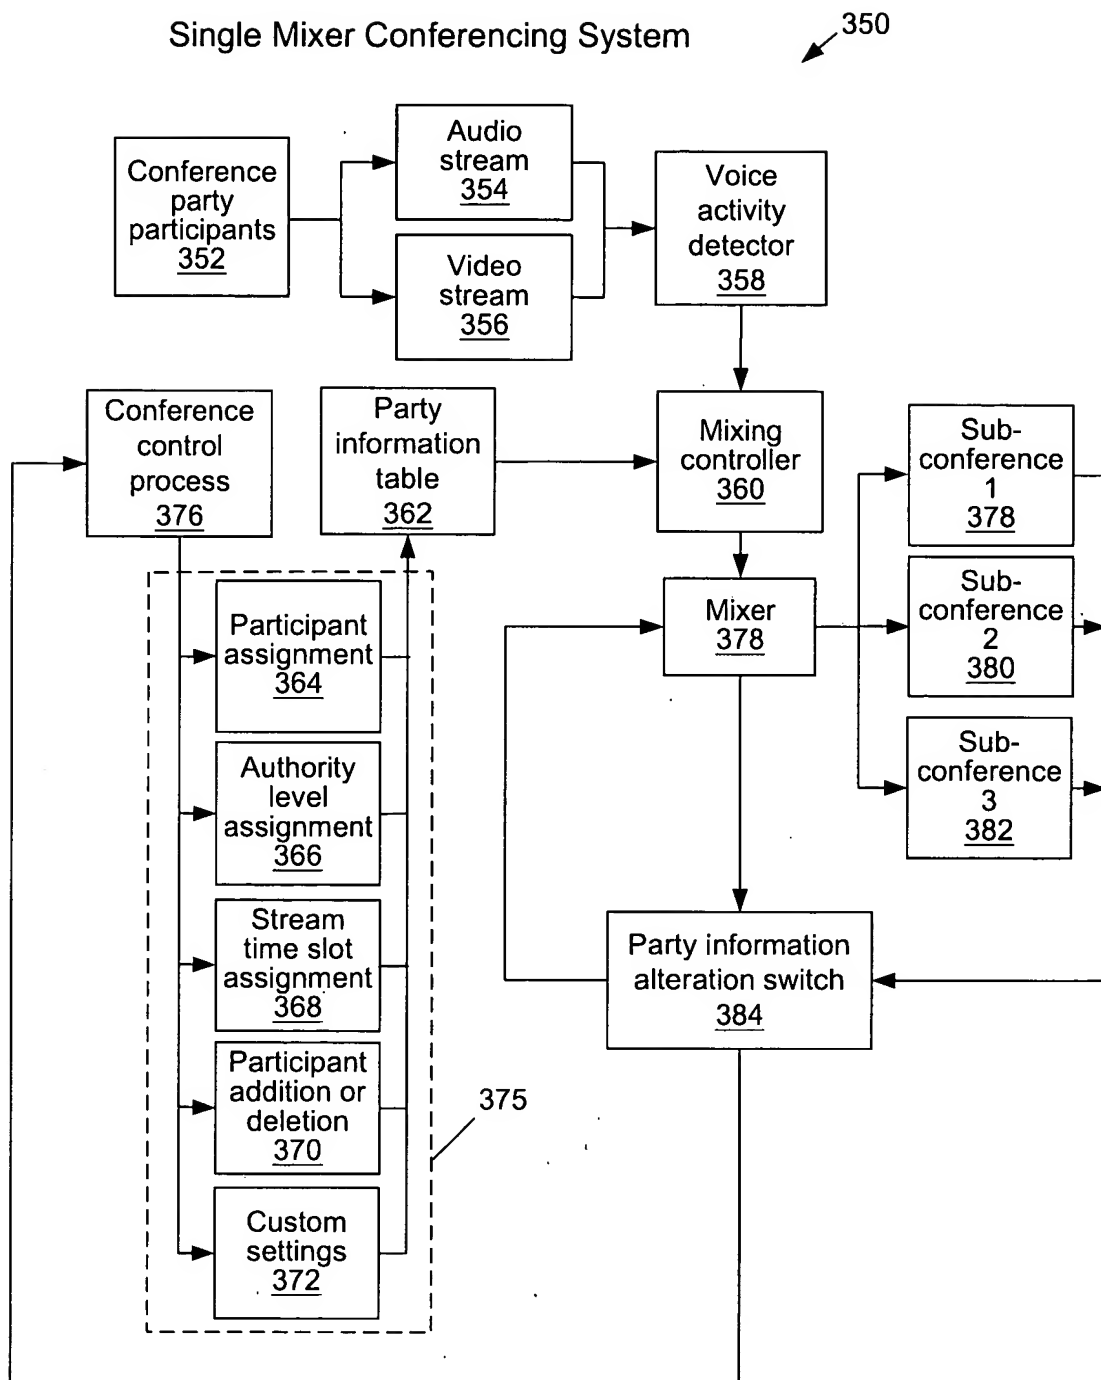 Single Mixer Conferencing System
350
Conference
party
participants
352
Audio
stream
354
Video
stream
356
Voice
activity
detector
358
Conference
control
process
376
Party
information
table
362
Mixing
controller
360
Sub-
conference
1
378
Mixer
378
Sub-
conference
2
380
Sub-
conference
3
382
Participant
assignment
364
Authority
level
assignment
366
Stream
time slot
assignment
368
Participant
addition or
deletion
370
Custom
settings
372
375
Party information
alteration switch
384